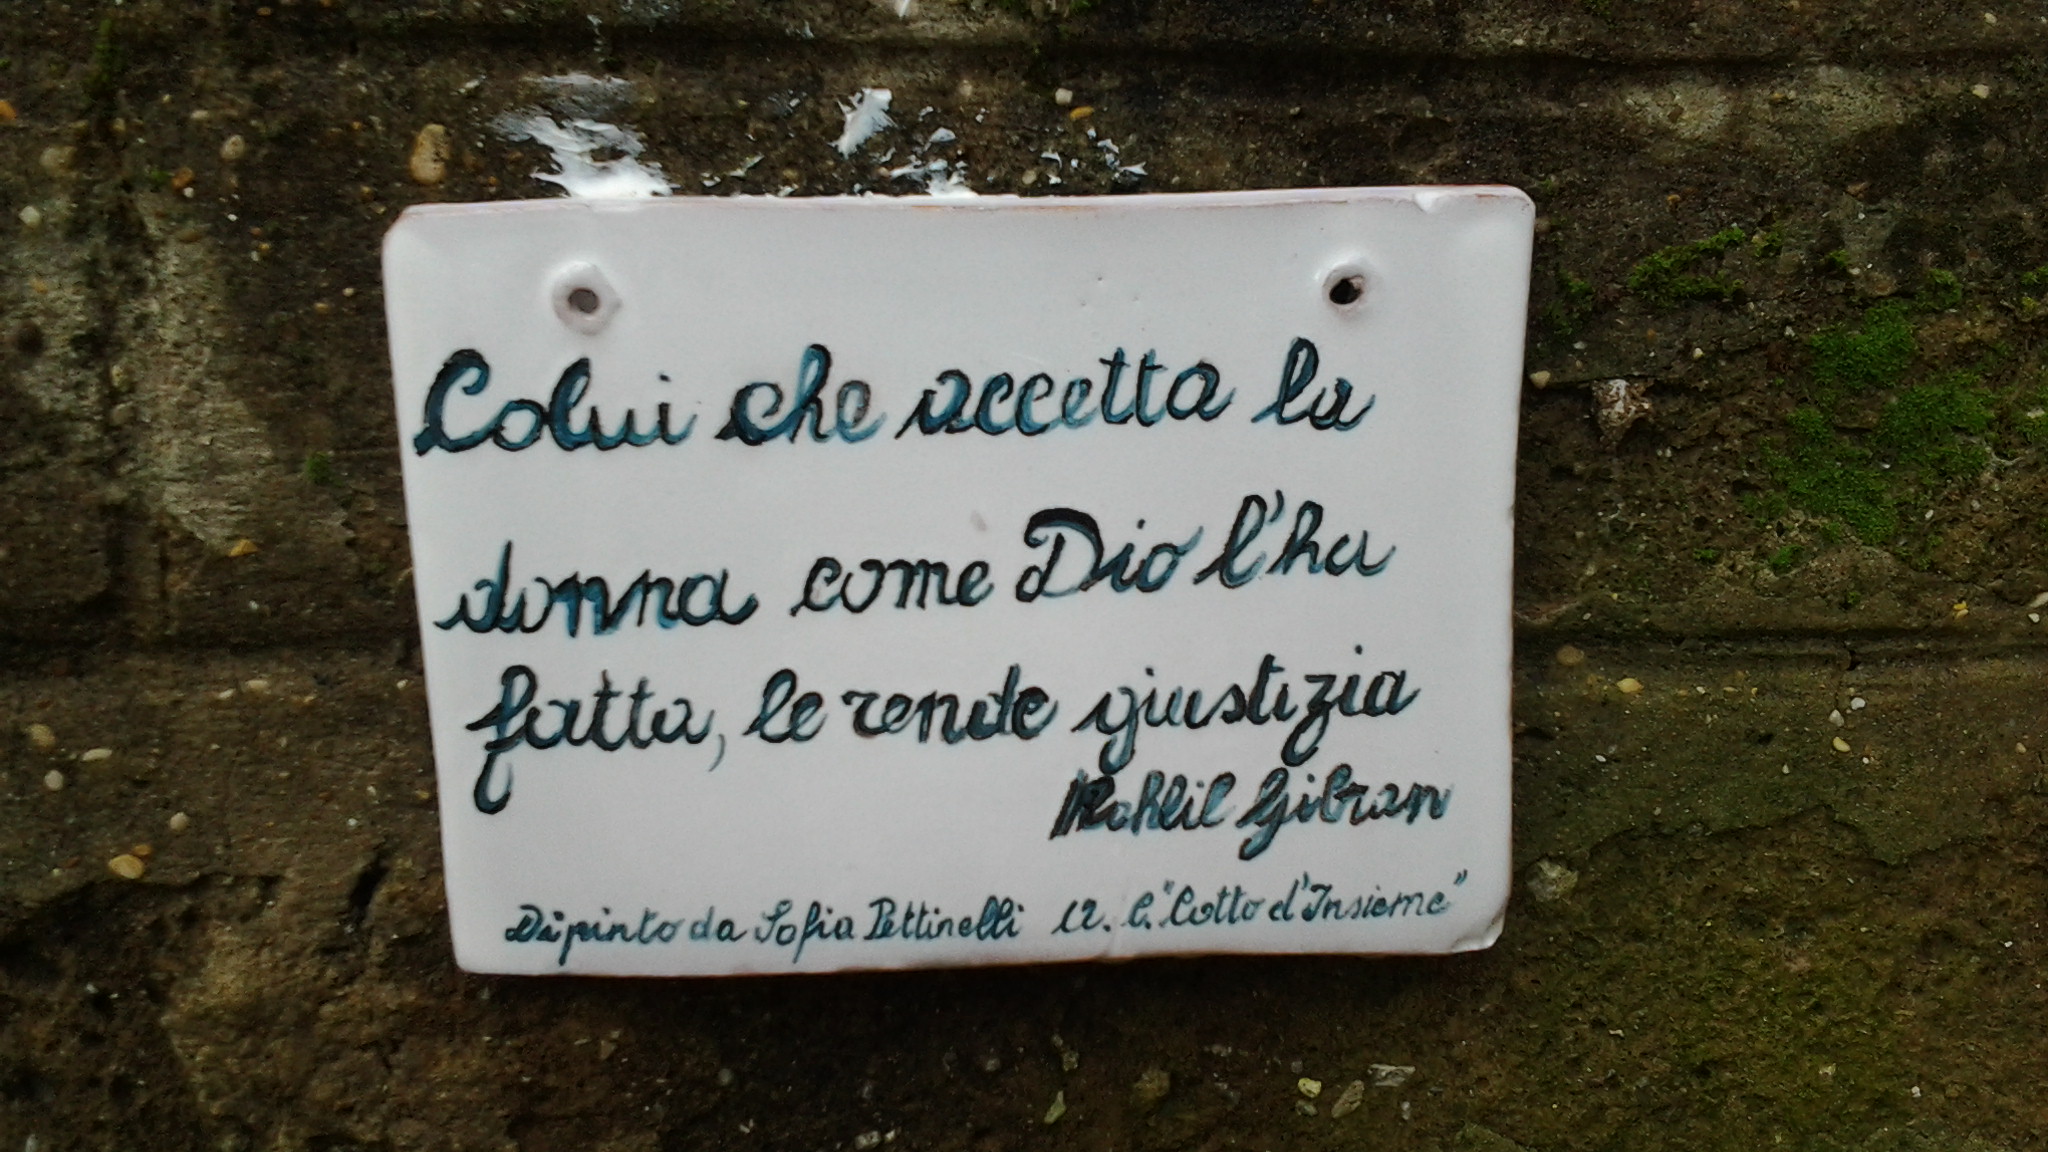 Colui che accetta la
donna come Dio l'ha
fatta, le rende giustizia
Kahlil Gibran
Dipinto da Sofia Pettinelli C. "Cotto d'Insieme"